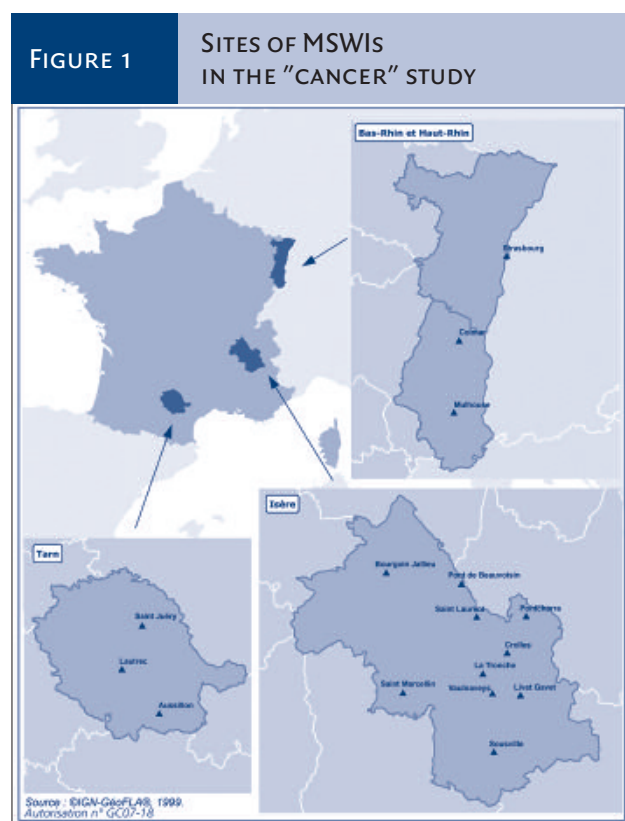 FIGURE 1
SITES OF MSWIs
IN THE "CANCER" STUDY
Bas-Rhin et Haut-Rhin
Strasbourg
Colmar
Mulhouse
Isère
Bourgoin Jallieu
Pont de Beauvoisin
Saint Laurent
Pontcharra
Crolles
La Tronche
Saint Marcellin
Livet Gavet
Tarn
Saint Juéry
Lautrec
Aussillon
Source : ©IGN-GéoFLA®, 1999.
Autorisation n° GC07-18